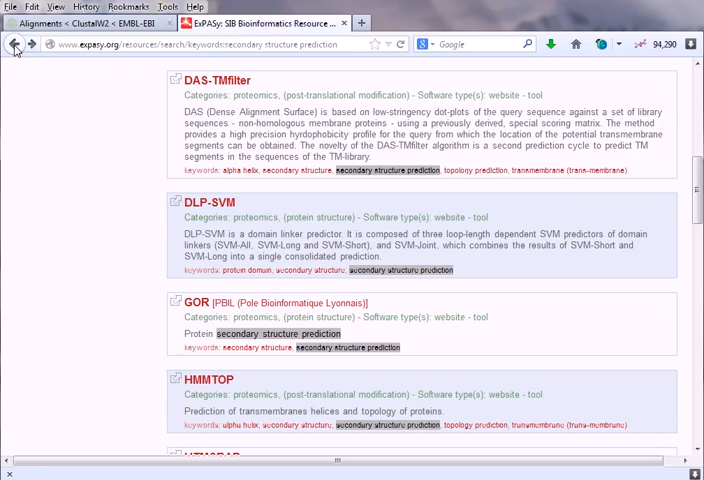 File Edit View History Bookmarks Tools Help
Alignments < ClustalW2 < EMBL-EBI × ExPASy: SIB Bioinformatics Resource ... × +
www.expasy.org/resources/search/keywords:secondary structure prediction Google 94,290
DAS-TMfilter
Categories: proteomics, (post-translational modification) - Software type(s): website - tool
DAS (Dense Alignment Surface) is based on low-stringency dot-plots of the query sequence against a set of library
sequences - non-homologous membrane proteins - using a previously derived, special scoring matrix. The method
provides a high precision hyrdophobicity profile for the query from which the location of the potential transmembrane
segments can be obtained. The novelty of the DAS-TMfilter algorithm is a second prediction cycle to predict TM
segments in the sequences of the TM-library.
keywords: alpha helix, secondary structure, secondary structure prediction, topology prediction, transmembrane (trans-membrane)
DLP-SVM
Categories: proteomics, (protein structure) - Software type(s): website - tool
DLP-SVM is a domain linker predictor. It is composed of three loop-length dependent SVM predictors of domain
linkers (SVM-All, SVM-Long and SVM-Short), and SVM-Joint, which combines the results of SVM-Short and
SVM-Long into a single consolidated prediction.
keywords: protein domain, secondary structure, secondary structure prediction
GOR [PBIL (Pole Bioinformatique Lyonnais)]
Categories: proteomics, (protein structure) - Software type(s): website - tool
Protein secondary structure prediction
keywords: secondary structure, secondary structure prediction
HMMTOP
Categories: proteomics, (post-translational modification) - Software type(s): website - tool
Prediction of transmembranes helices and topology of proteins.
keywords: alpha helix, secondary structure, secondary structure prediction, topology prediction, transmembrane (trans-membrane)